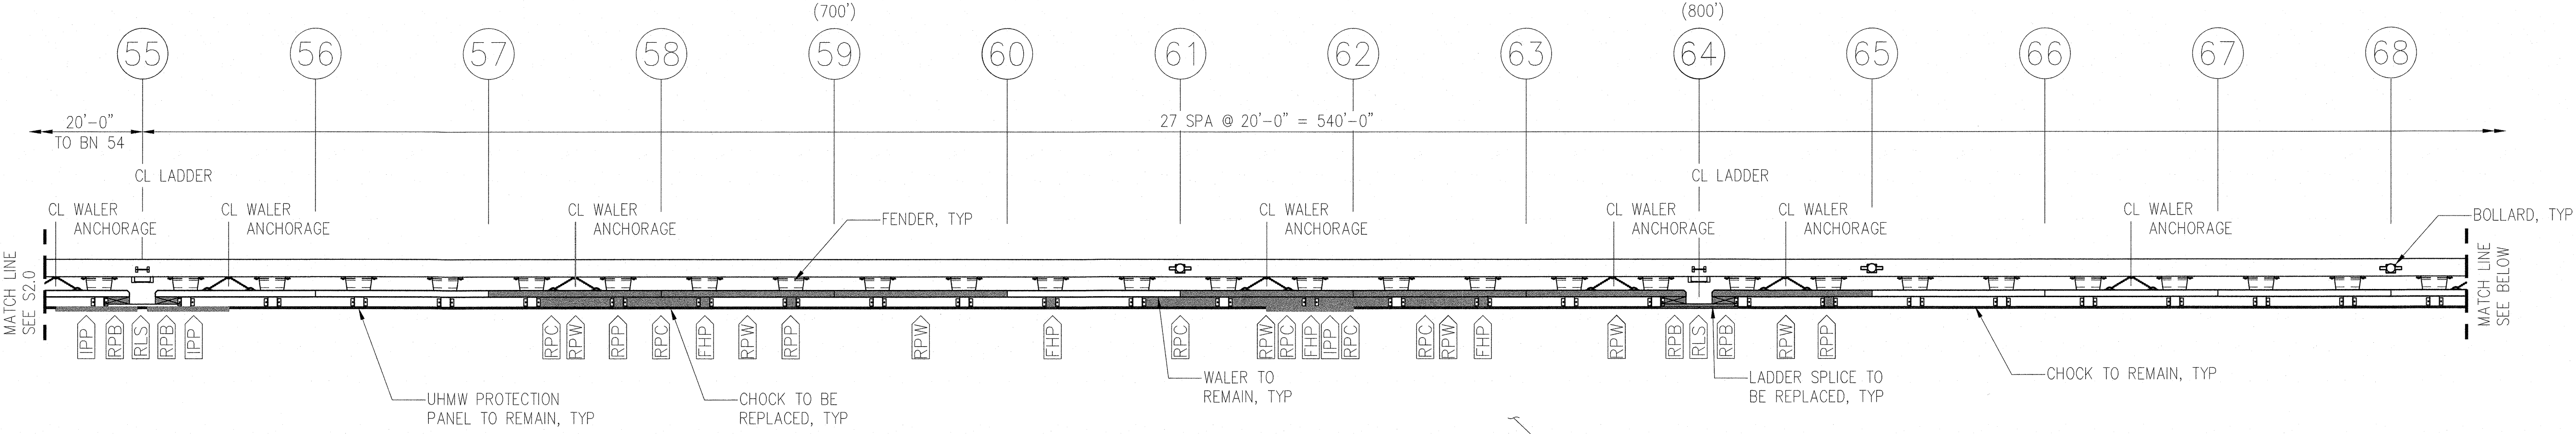 (700')
(800')
55
56
57
58
59
60
61
62
63
64
65
66
67
68
20'-0"
TO BN 54
27 SPA @ 20'-0" = 540'-0"
CL LADDER
CL LADDER
CL WALER
ANCHORAGE
CL WALER
ANCHORAGE
CL WALER
ANCHORAGE
FENDER, TYP
CL WALER
ANCHORAGE
CL WALER
ANCHORAGE
CL WALER
ANCHORAGE
CL WALER
ANCHORAGE
BOLLARD, TYP
MATCH LINE
SEE S2.0
MATCH LINE
SEE BELOW
IPP
RPB
RLS
RPB
IPP
RPC
RPW
RPP
RPC
FHP
RPW
RPP
RPW
FHP
RPC
RPW
RPC
FHP
IPP
RPC
RPC
RPW
FHP
RPW
RPB
RLS
RPB
RPW
RPP
UHMW PROTECTION
PANEL TO REMAIN, TYP
CHOCK TO BE
REPLACED, TYP
WALER TO
REMAIN, TYP
LADDER SPLICE TO
BE REPLACED, TYP
CHOCK TO REMAIN, TYP